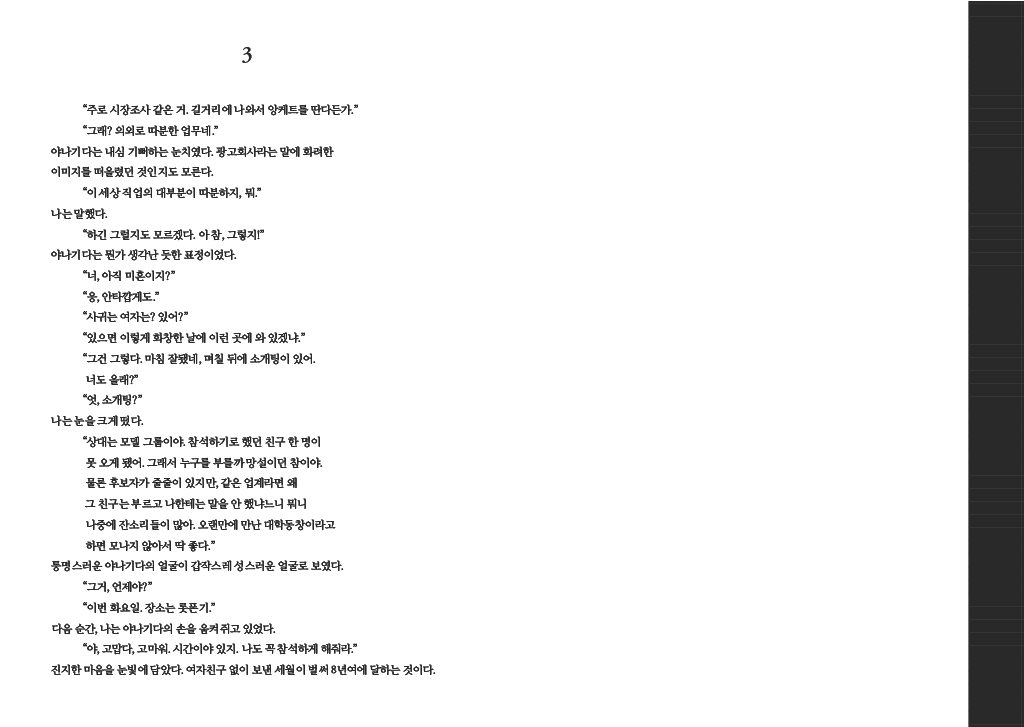 3
“주로 시장조사 같은 거. 길거리에 나와서 앙케트를 딴다든가.”
“그래? 의외로 따분한 업무네.”
야나기다는 내심 기뻐하는 눈치였다. 광고회사라는 말에 화려한
이미지를 떠올렸던 것인지도 모른다.
“이 세상 직업의 대부분이 따분하지, 뭐.”
나는 말했다.
“하긴 그럴지도 모르겠다. 아 참, 그렇지!”
야나기다는 뭔가 생각난 듯한 표정이었다.
“너, 아직 미혼이지?”
“응, 안타깝게도.”
“사귀는 여자는? 있어?”
“있으면 이렇게 화창한 날에 이런 곳에 와 있겠냐.”
“그건 그렇다. 마침 잘됐네, 며칠 뒤에 소개팅이 있어.
너도 올래?”
“엇, 소개팅?”
나는 눈을 크게 떴다.
“상대는 모델 그룹이야. 참석하기로 했던 친구 한 명이
못 오게 됐어. 그래서 누구를 부를까 망설이던 참이야.
물론 후보자가 줄줄이 있지만, 같은 업계라면 왜
그 친구는 부르고 나한테는 말을 안 했냐느니 뭐니
나중에 잔소리들이 많아. 오랜만에 만난 대학동창이라고
하면 모나지 않아서 딱 좋다.”
퉁명스러운 야나기다의 얼굴이 갑작스레 성스러운 얼굴로 보였다.
“그거, 언제야?”
“이번 화요일. 장소는 롯폰기.”
다음 순간, 나는 야나기다의 손을 움켜쥐고 있었다.
“야, 고맙다, 고마워. 시간이야 있지. 나도 꼭 참석하게 해줘라.”
진지한 마음을 눈빛에 담았다. 여자친구 없이 보낸 세월이 벌써 8년여에 달하는 것이다.